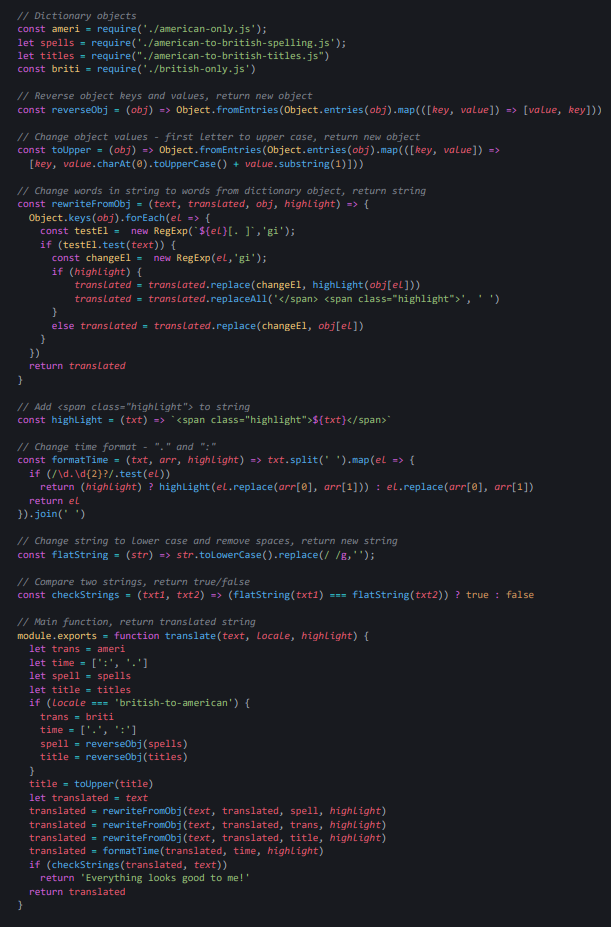 // Dictionary objects
const ameri = require('./american-only.js');
let spells = require('./american-to-british-spelling.js');
let titles = require("./american-to-british-titles.js")
const briti = require('./british-only.js')

// Reverse object keys and values, return new object
const reverseObj = (obj) => Object.fromEntries(Object.entries(obj).map(([key, value]) => [value, key]))

// Change object values - first letter to upper case, return new object
const toUpper = (obj) => Object.fromEntries(Object.entries(obj).map(([key, value]) =>
  [key, value.charAt(0).toUpperCase() + value.substring(1)]))

// Change words in string to words from dictionary object, return string
const rewriteFromObj = (text, translated, obj, highlight) => {
  Object.keys(obj).forEach(el => {
    const testEl =  new RegExp(`${el}[. ]`,'gi');
    if (testEl.test(text)) {
      const changeEl =  new RegExp(el,'gi');
      if (highlight) {
          translated = translated.replace(changeEl, highLight(obj[el]))
          translated = translated.replaceAll('</span> <span class="highlight">', ' ')
      }
      else translated = translated.replace(changeEl, obj[el])
    }
  })
  return translated
}

// Add <span class="highlight"> to string
const highLight = (txt) => `<span class="highlight">${txt}</span>`

// Change time format - "." and ":"
const formatTime = (txt, arr, highlight) => txt.split(' ').map(el => {
  if (/\d.\d{2}?/.test(el))
    return (highlight) ? highLight(el.replace(arr[0], arr[1])) : el.replace(arr[0], arr[1])
  return el
}).join(' ')

// Change string to lower case and remove spaces, return new string
const flatString = (str) => str.toLowerCase().replace(/ /g,'');

// Compare two strings, return true/false
const checkStrings = (txt1, txt2) => (flatString(txt1) === flatString(txt2)) ? true : false

// Main function, return translated string
module.exports = function translate(text, locale, highlight) {
  let trans = ameri
  let time = [':', '.']
  let spell = spells
  let title = titles
  if (locale === 'british-to-american') {
    trans = briti
    time = ['.', ':']
    spell = reverseObj(spells)
    title = reverseObj(titles)
  }
  title = toUpper(title)
  let translated = text
  translated = rewriteFromObj(text, translated, spell, highlight)
  translated = rewriteFromObj(text, translated, trans, highlight)
  translated = rewriteFromObj(text, translated, title, highlight)
  translated = formatTime(translated, time, highlight)
  if (checkStrings(translated, text))
    return 'Everything looks good to me!'
  return translated
}